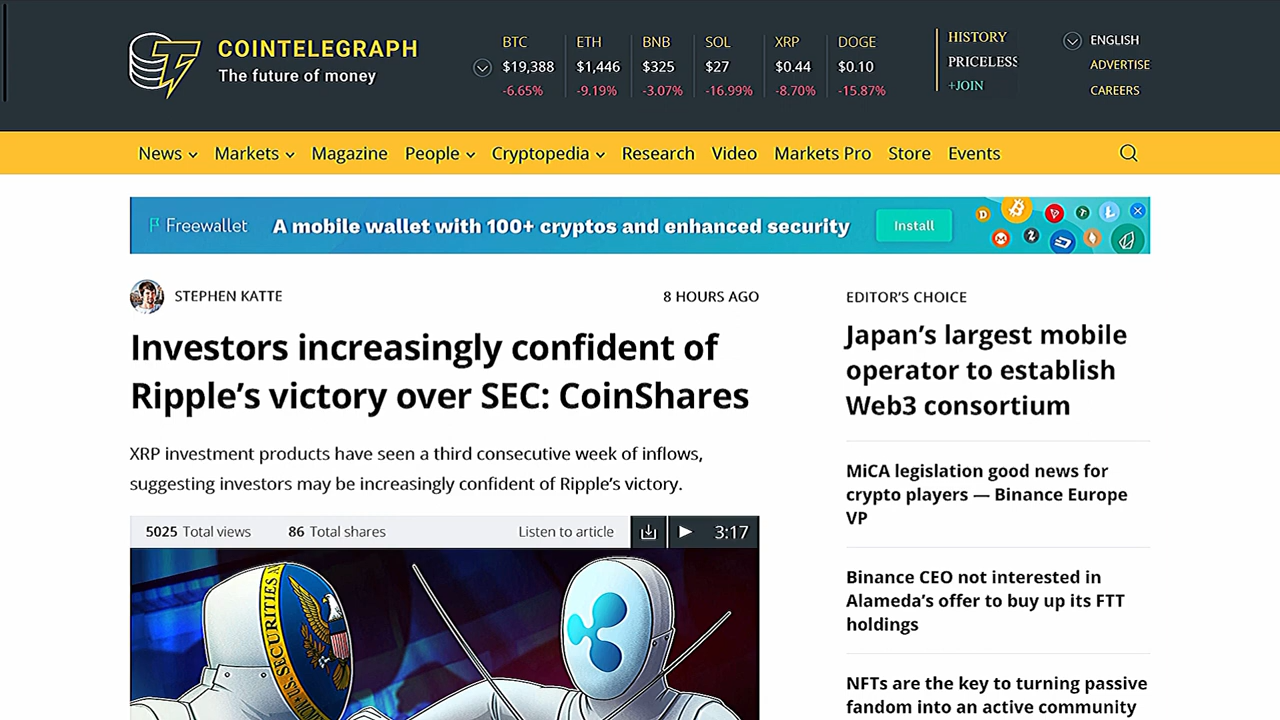 COINTELEGRAPH
The future of money
BTC ETH BNB SOL XRP DOGE
$19,388 $1,446 $325 $27 $0.44 $0.10
-6.65% -9.19% -3.07% -16.99% -8.70% -15.87%
HISTORY
PRICELESS
+JOIN
ENGLISH
ADVERTISE
CAREERS
News Markets Magazine People Cryptopedia Research Video Markets Pro Store Events
Freewallet A mobile wallet with 100+ cryptos and enhanced security Install
STEPHEN KATTE 8 HOURS AGO
Investors increasingly confident of
Ripple’s victory over SEC: CoinShares
XRP investment products have seen a third consecutive week of inflows,
suggesting investors may be increasingly confident of Ripple’s victory.
5025 Total views 86 Total shares Listen to article 3:17
U.S. SECURITIES A
EDITOR’S CHOICE
Japan’s largest mobile
operator to establish
Web3 consortium
MiCA legislation good news for
crypto players — Binance Europe
VP
Binance CEO not interested in
Alameda’s offer to buy up its FTT
holdings
NFTs are the key to turning passive
fandom into an active community